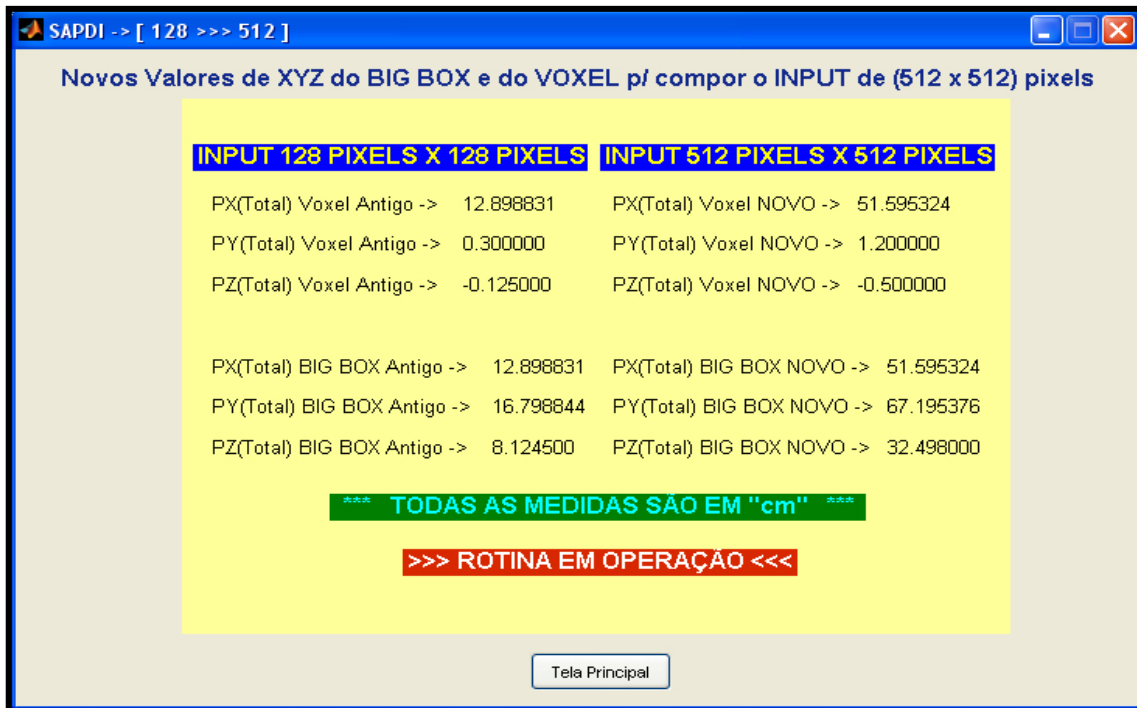 SAPDI -> [ 128 >>> 512 ]
Novos Valores de XYZ do BIG BOX e do VOXEL p/ compor o INPUT de (512 x 512) pixels
INPUT 128 PIXELS X 128 PIXELS INPUT 512 PIXELS X 512 PIXELS
PX(Total) Voxel Antigo -> 12.898831 PX(Total) Voxel NOVO -> 51.595324
PY(Total) Voxel Antigo -> 0.300000 PY(Total) Voxel NOVO -> 1.200000
PZ(Total) Voxel Antigo -> -0.125000 PZ(Total) Voxel NOVO -> -0.500000
PX(Total) BIG BOX Antigo -> 12.898831 PX(Total) BIG BOX NOVO -> 51.595324
PY(Total) BIG BOX Antigo -> 16.798844 PY(Total) BIG BOX NOVO -> 67.195376
PZ(Total) BIG BOX Antigo -> 8.124500 PZ(Total) BIG BOX NOVO -> 32.498000
*** TODAS AS MEDIDAS SÃO EM "cm" ***
>>> ROTINA EM OPERAÇÃO <<<
Tela Principal